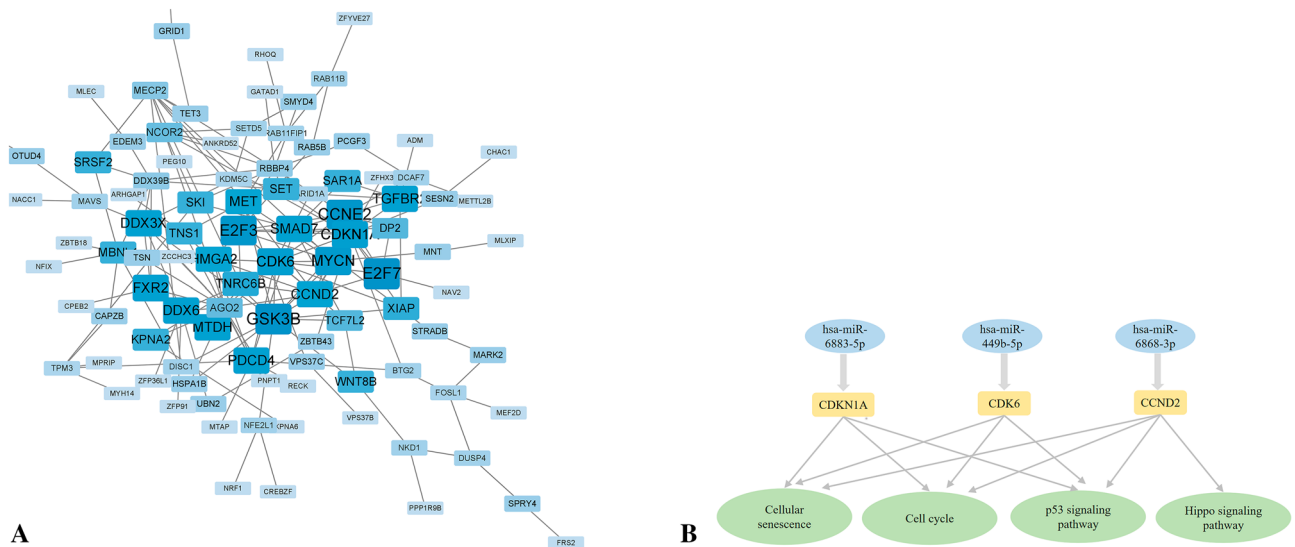 ZFYVE27
GRID1
RHOQ
RAB11B
MLEC
MECP2
GATAD1
SMYD4
TET3
NCOR2
SETD5
RAB11FIP1
EDEM3
ANKRD52
RAB5B
PCGF3
ADM
OTUD4
SRSF2
PEG10
CHAC1
RBBP4
DDX39B
KDM5C
SAR1A
ZFHX3
DCAF7
SET
ARHGAP1
ARID1A
NACC1
MAVS
SKI
MET
TGFBR2
SESN2
METTL2B
CCNE2
DDX3X
TNS1
E2F3
SMAD7
CDKN1A
DP2
ZBTB18
MLXIP
MNT
TSN
ZCCHC3
HMGA2
CDK6
MYCN
NFIX
E2F7
FXR2
TNRC6B
CCND2
NAV2
CPEB2
DDX6
AGO2
XIAP
CAPZB
GSK3B
TCF7L2
MTDH
STRADB
KPNA2
ZBTB43
PDCD4
VPS37C
MARK2
TPM3
MPRIP
DISC1
BTG2
ZFP36L1
HSPA1B
PNPT1
RECK
WNT8B
MYH14
FOSL1
ZFP91
UBN2
MEF2D
MTAP
NFE2L1
KPNA6
VPS37B
NKD1
DUSP4
NRF1
CREBZF
PPP1R9B
SPRY4
FRS2
A
hsa-miR-
6883-5p
hsa-miR-
449b-5p
hsa-miR-
6868-3p
CDKN1A
CDK6
CCND2
Cellular
senescence
Cell cycle
p53 signaling
pathway
Hippo signaling
pathway
B